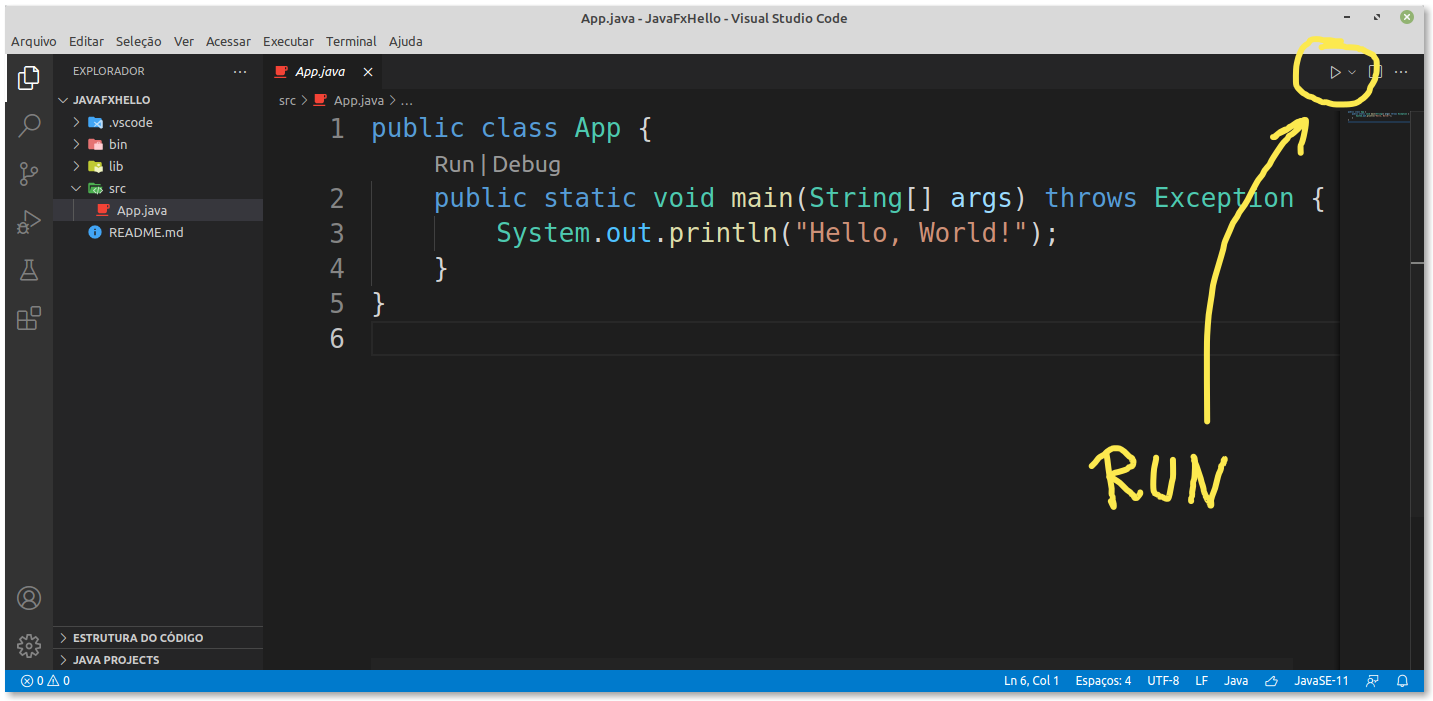 App.java - JavaFxHello - Visual Studio Code
Arquivo Editar Seleção Ver Acessar Executar Terminal Ajuda
EXPLORADOR ...
JAVAFXHELLO
.vscode
bin
lib
src
App.java
README.md
ESTRUTURA DO CÓDIGO
JAVA PROJECTS
App.java
src > App.java > ...
1 public class App {
Run | Debug
2 public static void main(String[] args) throws Exception {
3 System.out.println("Hello, World!");
4 }
5 }
6
RUN
0 0 Ln 6, Col 1 Espaços: 4 UTF-8 LF Java JavaSE-11